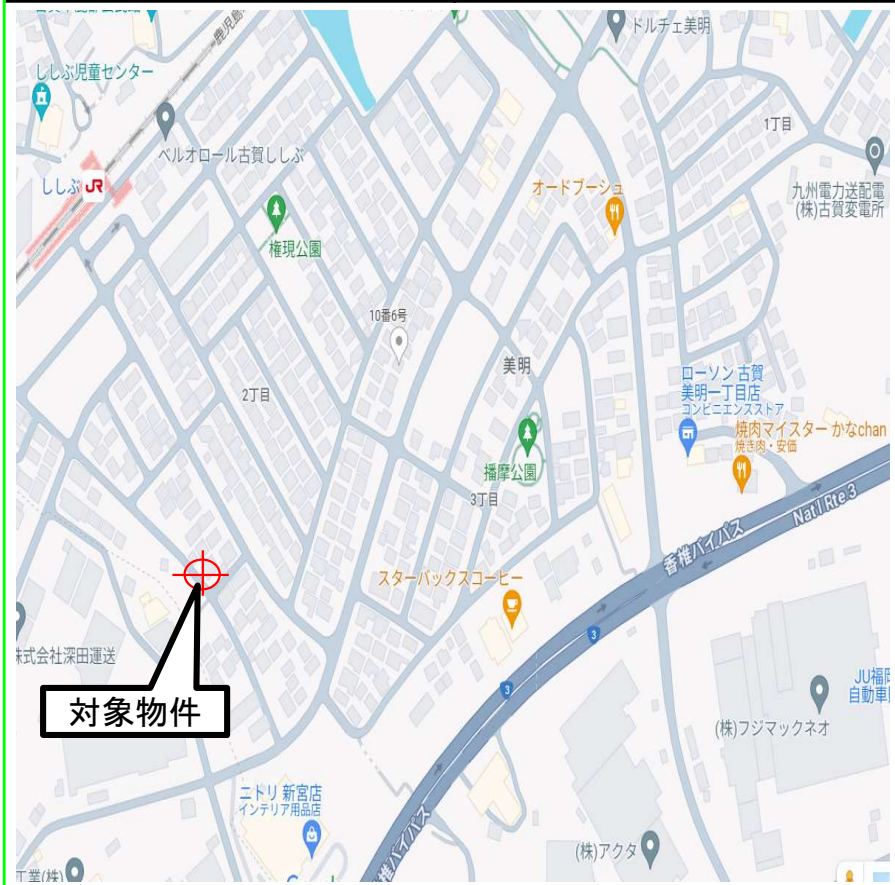 ドルチェ美明
鹿児島
ししぶ児童センター
1丁目
ベルオロール古賀ししぶ
ししぶ JR
オードブーシュ
九州電力送配電
(株)古賀変電所
権現公園
10番6号
美明
2丁目
ローソン 古賀
美明一丁目店
コンビニエンスストア
焼肉マイスター かなchan
焼き肉・安価
播磨公園
3丁目
Nat'l Rte 3
香椎バイパス
スターバックスコーヒー
3
3
株式会社深田運送
対象物件
JU福岡
自動車
(株)フジマックネオ
ニトリ 新宮店
インテリア用品店
椎バイパス
(株)アクタ
工業(株)